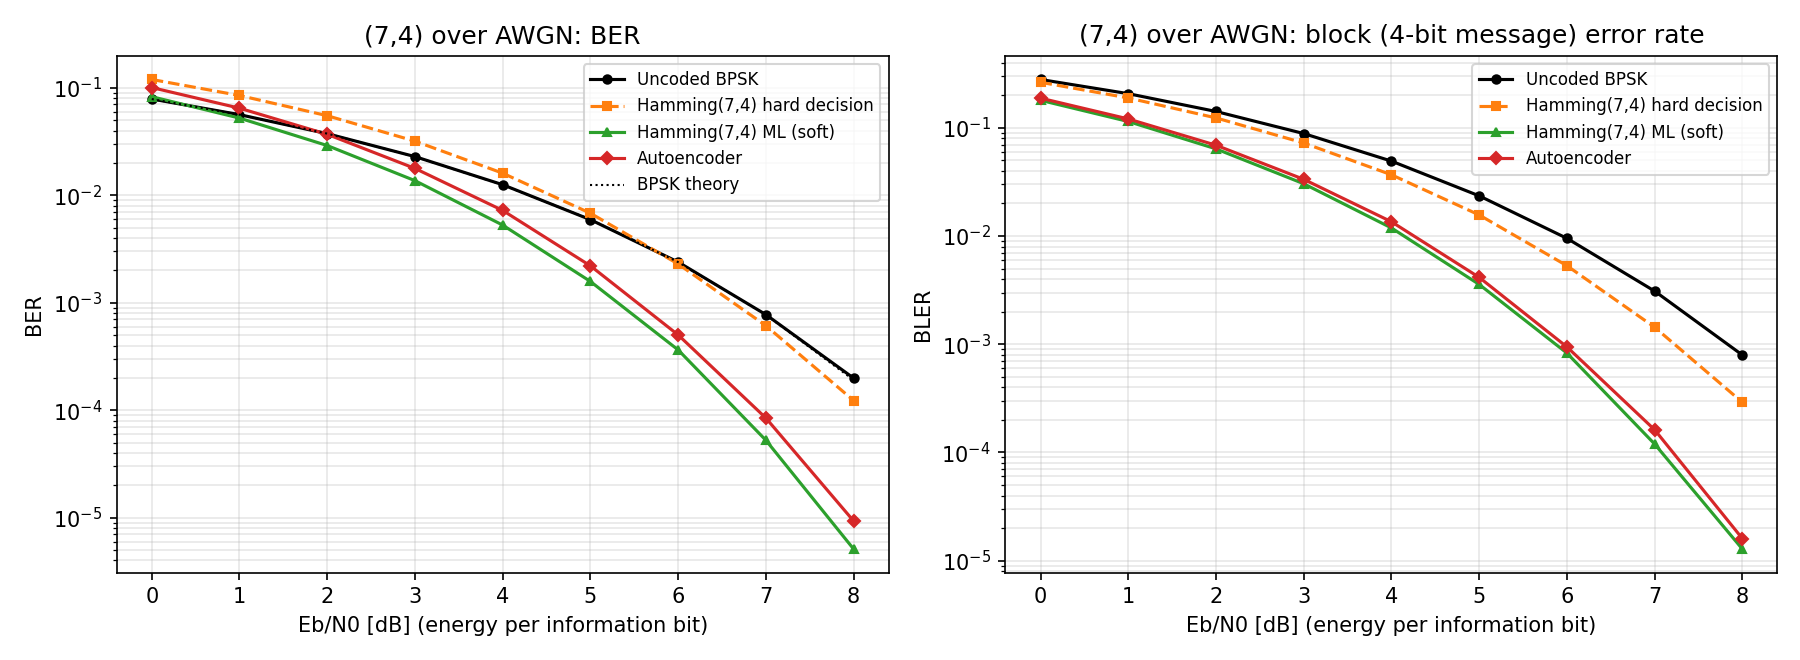 (7,4) over AWGN: BER
Uncoded BPSK
Hamming(7,4) hard decision
Hamming(7,4) ML (soft)
Autoencoder
BPSK theory
BER
10⁻¹
10⁻²
10⁻³
10⁻⁴
10⁻⁵
0 1 2 3 4 5 6 7 8
Eb/N0 [dB] (energy per information bit)
(7,4) over AWGN: block (4-bit message) error rate
Uncoded BPSK
Hamming(7,4) hard decision
Hamming(7,4) ML (soft)
Autoencoder
BLER
10⁻¹
10⁻²
10⁻³
10⁻⁴
10⁻⁵
0 1 2 3 4 5 6 7 8
Eb/N0 [dB] (energy per information bit)